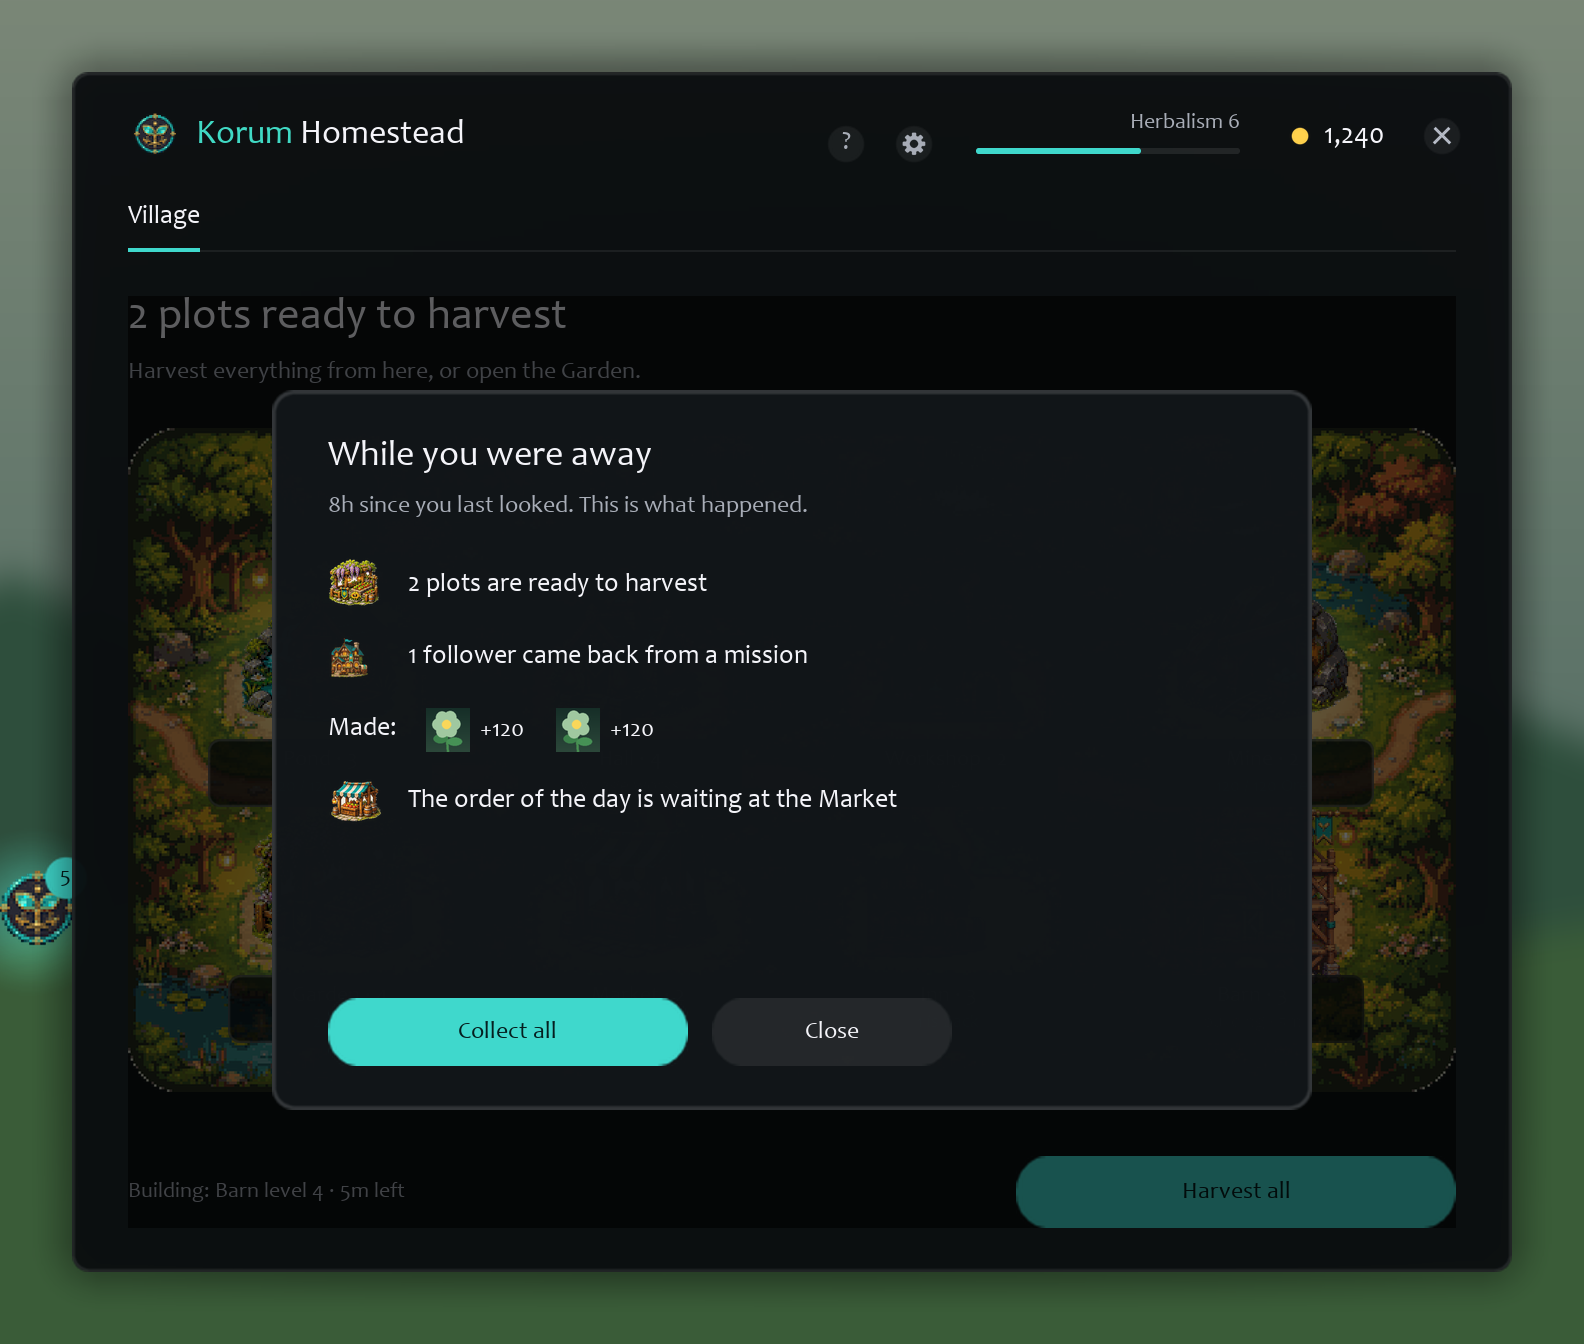 Korum Homestead
?
Herbalism 6
1,240
Village
2 plots ready to harvest
Harvest everything from here, or open the Garden.
While you were away
8h since you last looked. This is what happened.
2 plots are ready to harvest
1 follower came back from a mission
Made: +120 +120
The order of the day is waiting at the Market
5
Collect all
Close
Building: Barn level 4 · 5m left
Harvest all